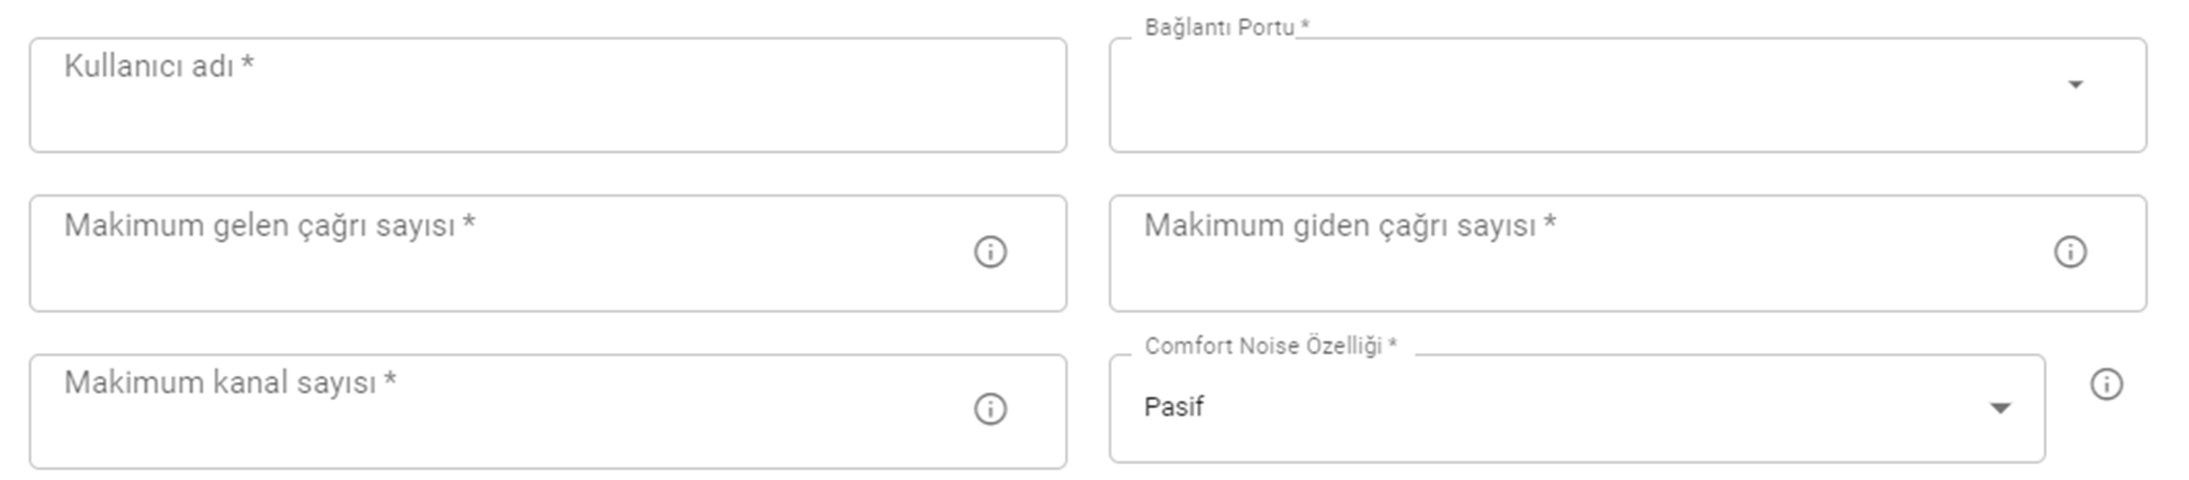 Kullanıcı adı *
Bağlantı Portu *
Makimum gelen çağrı sayısı *
Makimum giden çağrı sayısı *
Makimum kanal sayısı *
Comfort Noise Özelliği *
Pasif